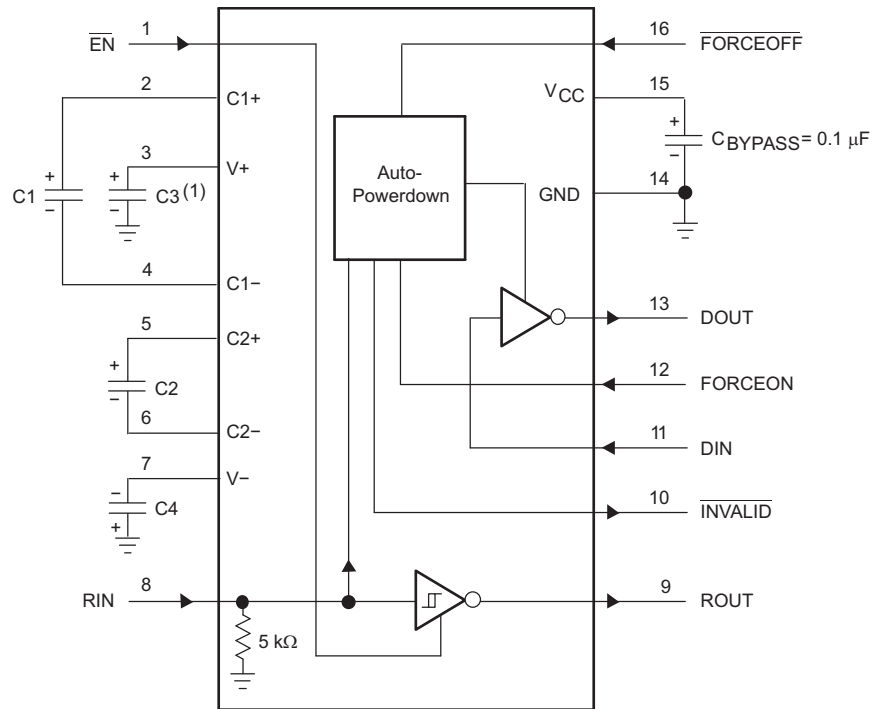 EN
1
16
FORCEOFF
2
C1+
VCC
15
CBYPASS = 0.1 μF
3
V+
C1
C3(1)
Auto-
Powerdown
GND
14
4
C1−
5
C2+
13
DOUT
C2
12
FORCEON
6
C2−
11
DIN
7
V−
C4
10
INVALID
RIN
8
9
ROUT
5 kΩ
+
−
+
−
+
−
+
−
−
+